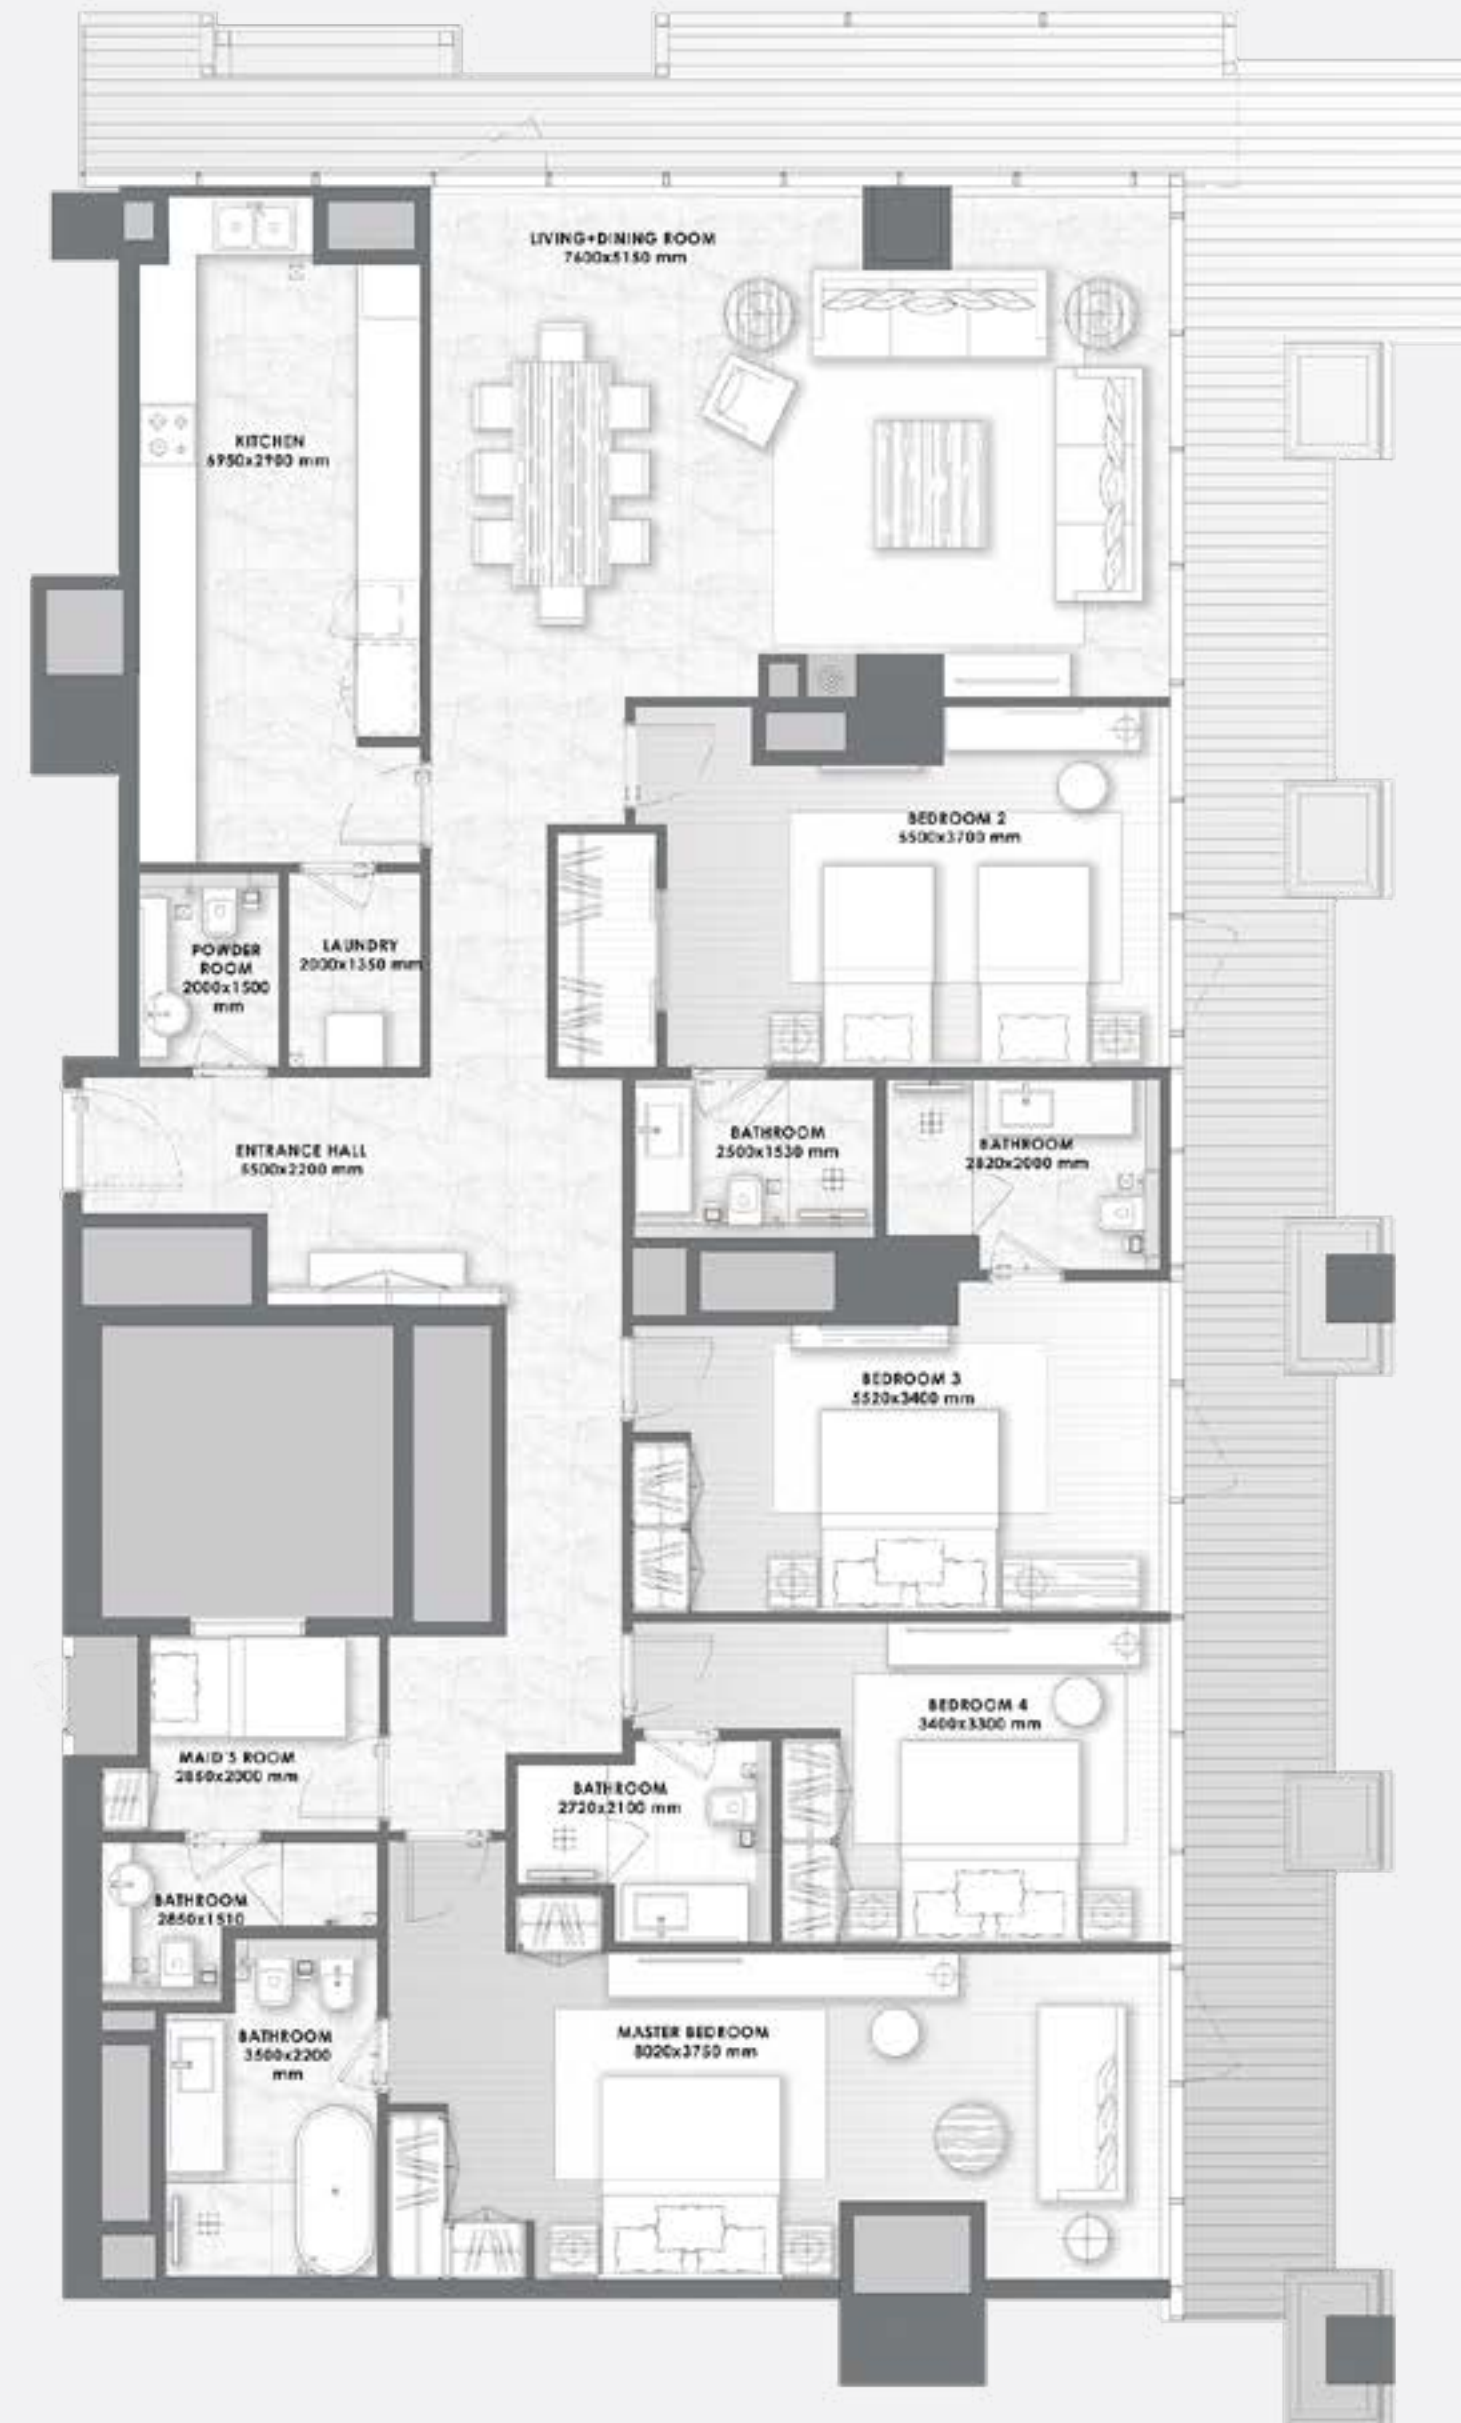 LIVING+DINING ROOM
7600x5150 mm
KITCHEN
6950x2900 mm
BEDROOM 2
5500x3700 mm
POWDER
ROOM
2000x1500
mm
LAUNDRY
2000x1350 mm
ENTRANCE HALL
5500x2200 mm
BATHROOM
2500x1530 mm
BATHROOM
2820x2000 mm
BEDROOM 3
5520x3400 mm
BEDROOM 4
3400x3300 mm
MAID'S ROOM
2850x2000 mm
BATHROOM
2720x2100 mm
BATHROOM
2850x1510
BATHROOM
3500x2200
mm
MASTER BEDROOM
8020x3750 mm